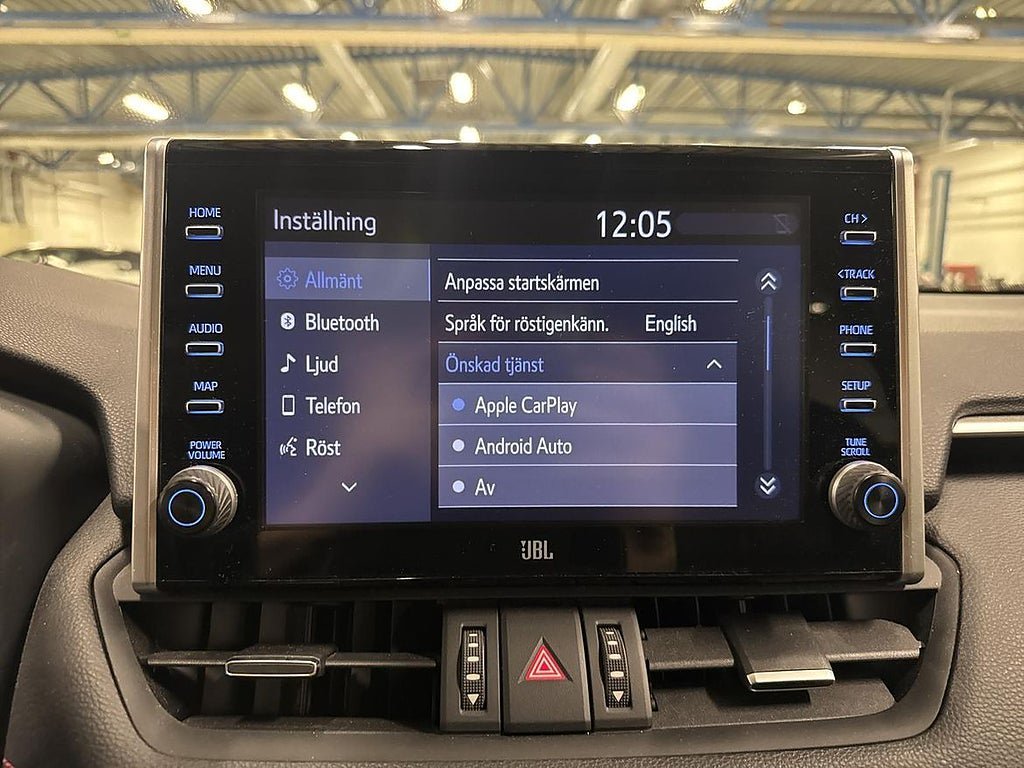 HOME
MENU
AUDIO
MAP
POWER
VOLUME
Inställning
12:05
Allmänt
Bluetooth
Ljud
Telefon
Röst
Anpassa startskärmen
Språk för röstigenkänn. English
Önskad tjänst
Apple CarPlay
Android Auto
Av
CH >
<TRACK
PHONE
SETUP
TUNE
SCROLL
JBL